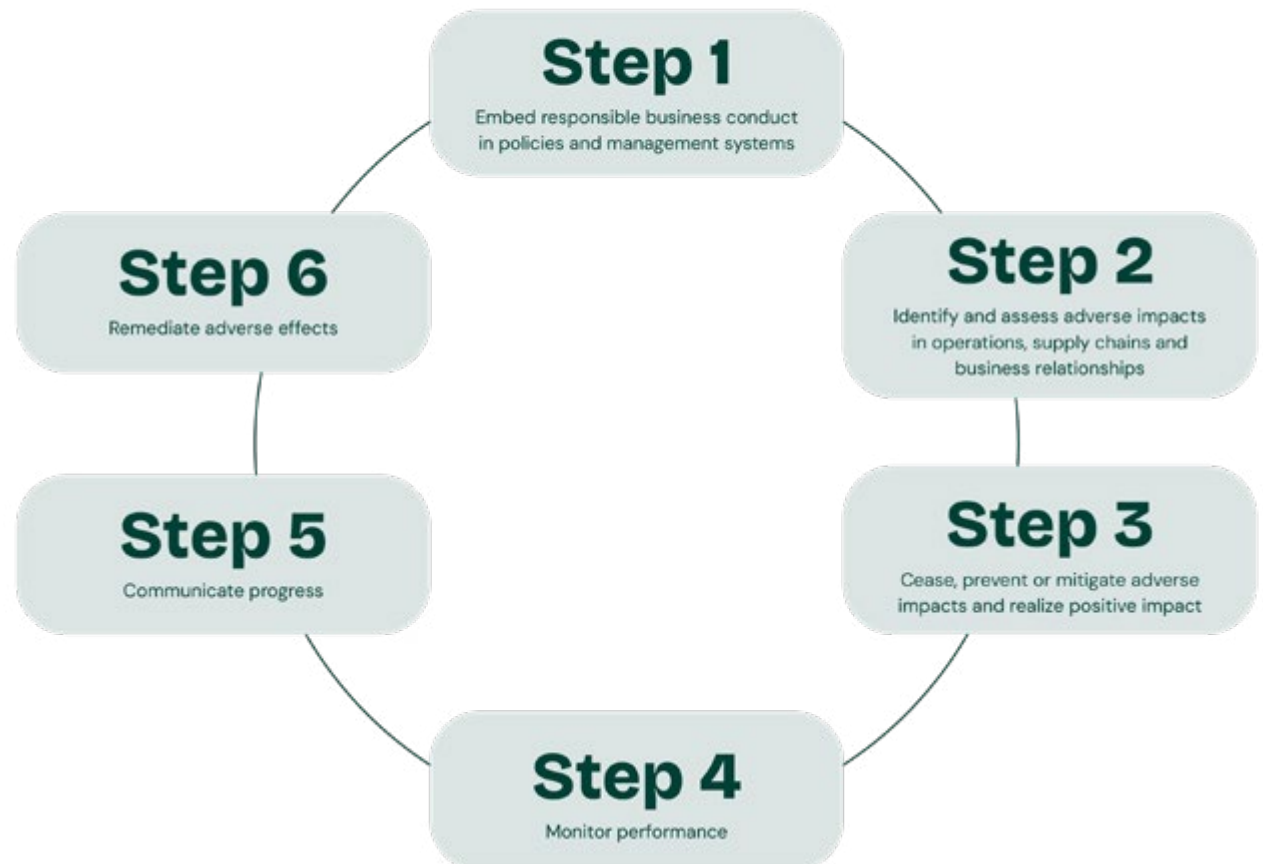 Step 1
Embed responsible business conduct
in policies and management systems
Step 2
Identify and assess adverse impacts
in operations, supply chains and
business relationships
Step 3
Cease, prevent or mitigate adverse
impacts and realize positive impact
Step 4
Monitor performance
Step 5
Communicate progress
Step 6
Remediate adverse effects